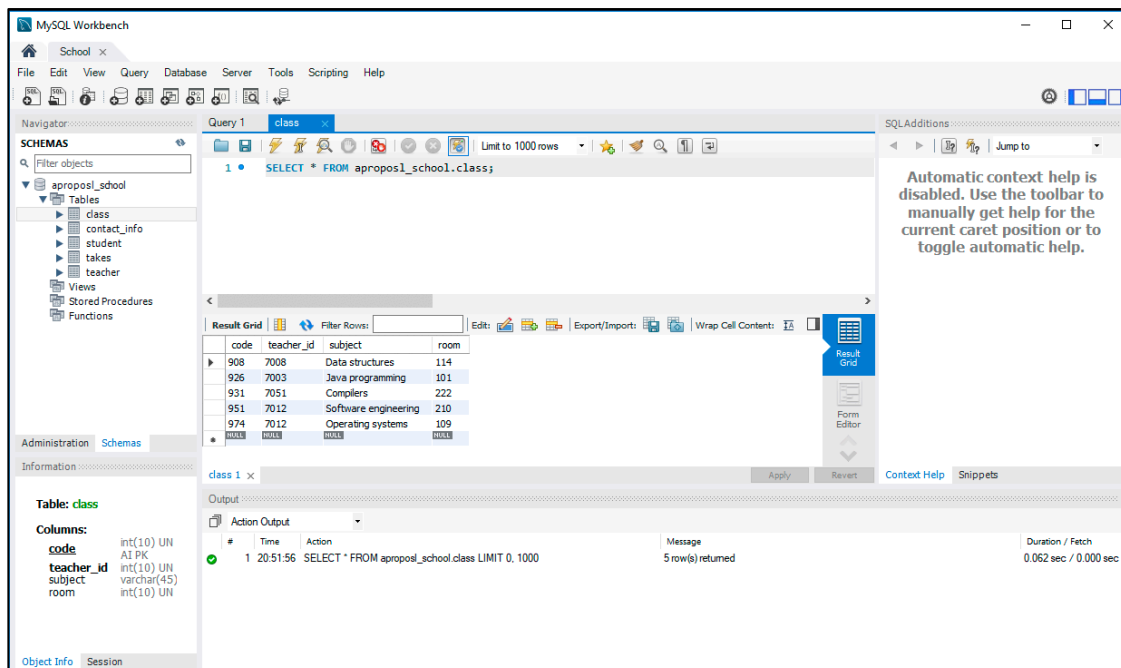 MySQL Workbench
School
File Edit View Query Database Server Tools Scripting Help
Navigator
SCHEMAS
Filter objects
aproposl_school
Tables
class
contact_info
student
takes
teacher
Views
Stored Procedures
Functions
Administration Schemas
Information
Table: class
Columns:
code int(10) UN AI PK
teacher_id int(10) UN
subject varchar(45)
room int(10) UN
Object Info Session
Query 1 class
Limit to 1000 rows
1 SELECT * FROM aproposl_school.class;
Result Grid Filter Rows: Edit: Export/Import: Wrap Cell Content:
code teacher_id subject room
908 7008 Data structures 114
926 7003 Java programming 101
931 7051 Compilers 222
951 7012 Software engineering 210
974 7012 Operating systems 109
NULL NULL NULL NULL
Result Grid
Form Editor
class 1 Apply Revert
SQLAdditions
Jump to
Automatic context help is
disabled. Use the toolbar to
manually get help for the
current caret position or to
toggle automatic help.
Context Help Snippets
Output
Action Output
# Time Action Message Duration / Fetch
1 20:51:56 SELECT * FROM aproposl_school.class LIMIT 0, 1000 5 row(s) returned 0.062 sec / 0.000 sec